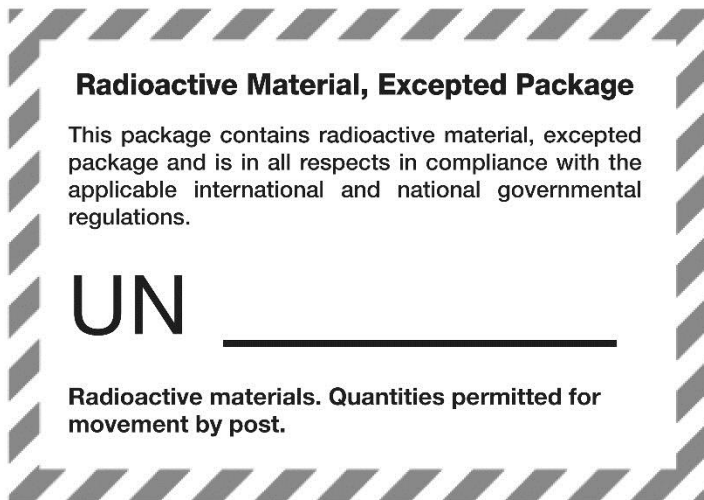 Radioactive Material, Excepted Package
This package contains radioactive material, excepted
package and is in all respects in compliance with the
applicable international and national governmental
regulations.
UN
Radioactive materials. Quantities permitted for
movement by post.